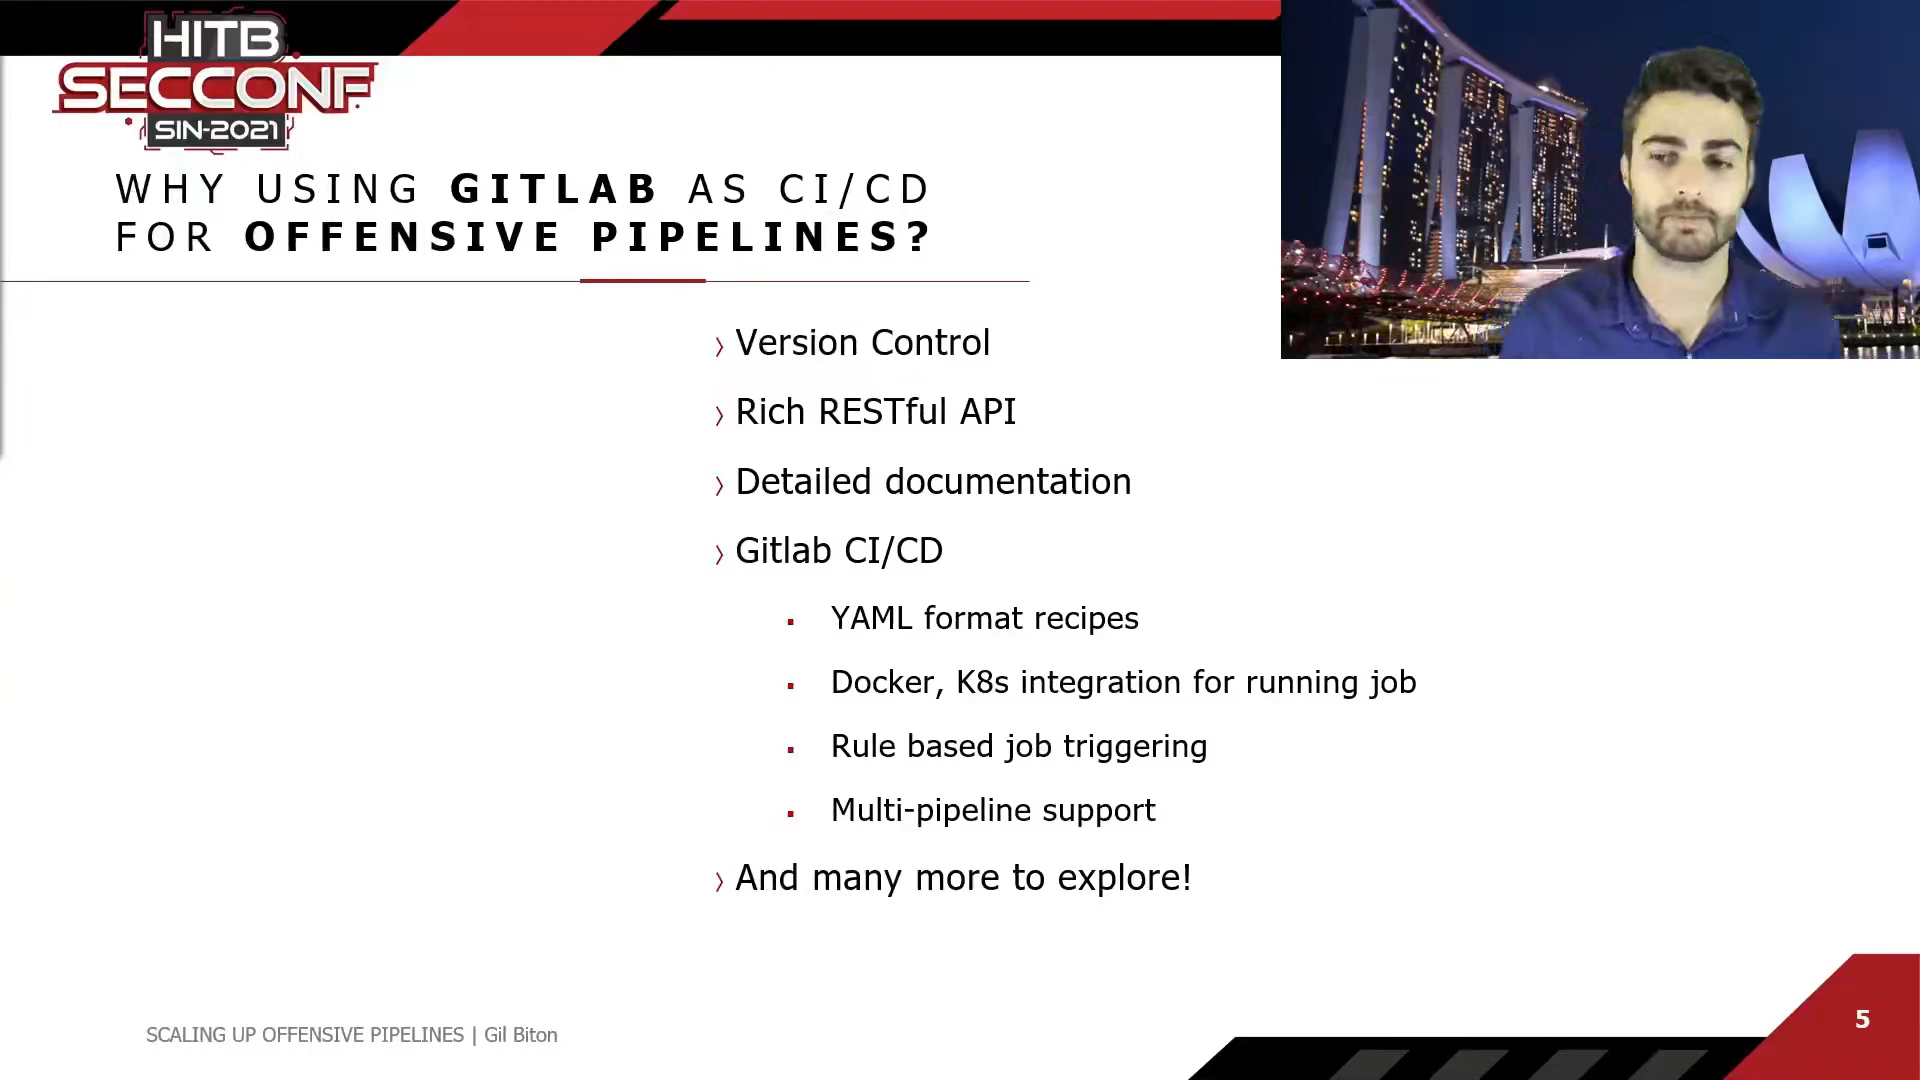 HITB
SECCONF
SIN-2021
WHY USING GITLAB AS CI/CD
FOR OFFENSIVE PIPELINES?
Version Control
Rich RESTful API
Detailed documentation
Gitlab CI/CD
YAML format recipes
Docker, K8s integration for running job
Rule based job triggering
Multi-pipeline support
And many more to explore!
SCALING UP OFFENSIVE PIPELINES | Gil Biton
5